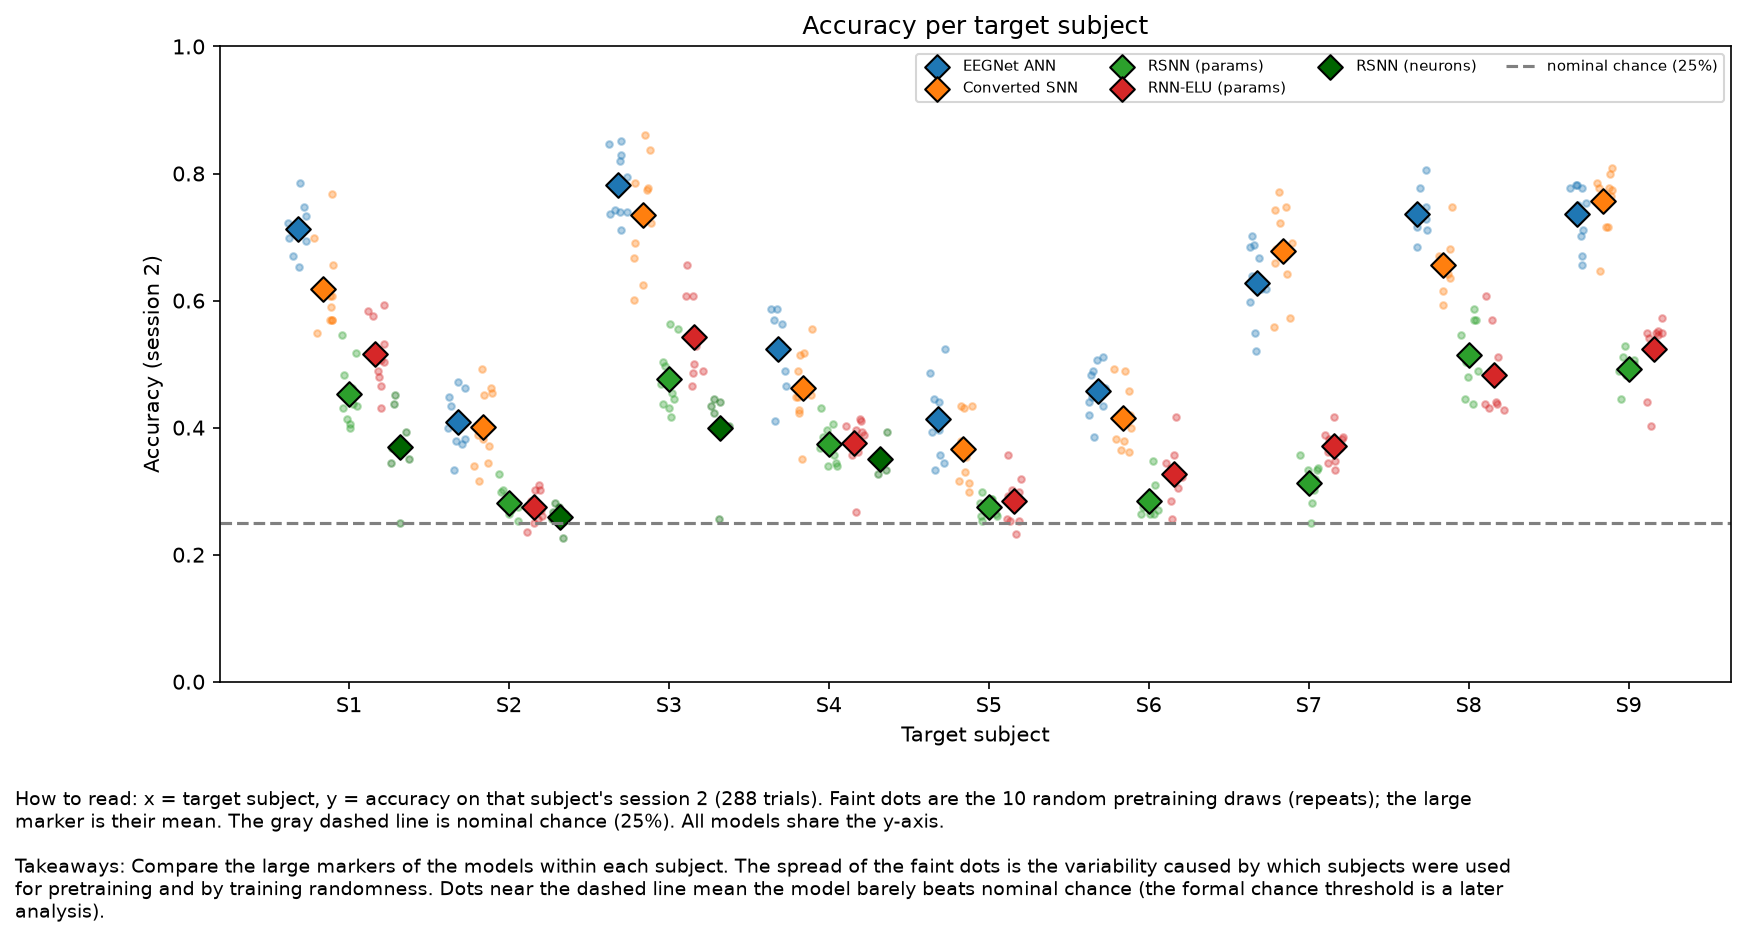 Accuracy per target subject
1.0
0.8
0.6
0.4
0.2
0.0
Accuracy (session 2)
EEGNet ANN
Converted SNN
RSNN (params)
RNN-ELU (params)
RSNN (neurons)
nominal chance (25%)
S1 S2 S3 S4 S5 S6 S7 S8 S9
Target subject
How to read: x = target subject, y = accuracy on that subject's session 2 (288 trials). Faint dots are the 10 random pretraining draws (repeats); the large
marker is their mean. The gray dashed line is nominal chance (25%). All models share the y-axis.
Takeaways: Compare the large markers of the models within each subject. The spread of the faint dots is the variability caused by which subjects were used
for pretraining and by training randomness. Dots near the dashed line mean the model barely beats nominal chance (the formal chance threshold is a later
analysis).